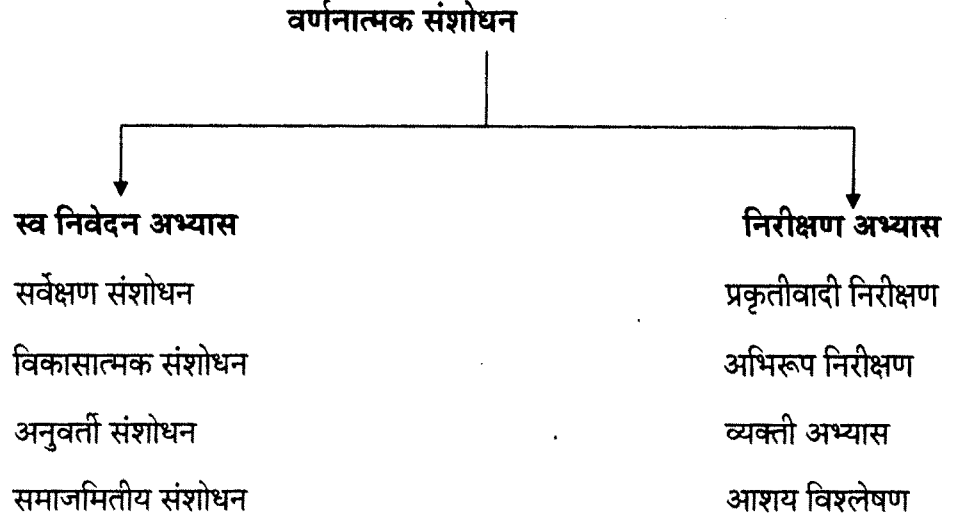 वर्णनात्मक संशोधन
स्व निवेदन अभ्यास
निरीक्षण अभ्यास
सर्वेक्षण संशोधन
प्रकृतीवादी निरीक्षण
विकासात्मक संशोधन
अभिरूप निरीक्षण
अनुवर्ती संशोधन
व्यक्ती अभ्यास
समाजमितीय संशोधन
आशय विश्लेषण